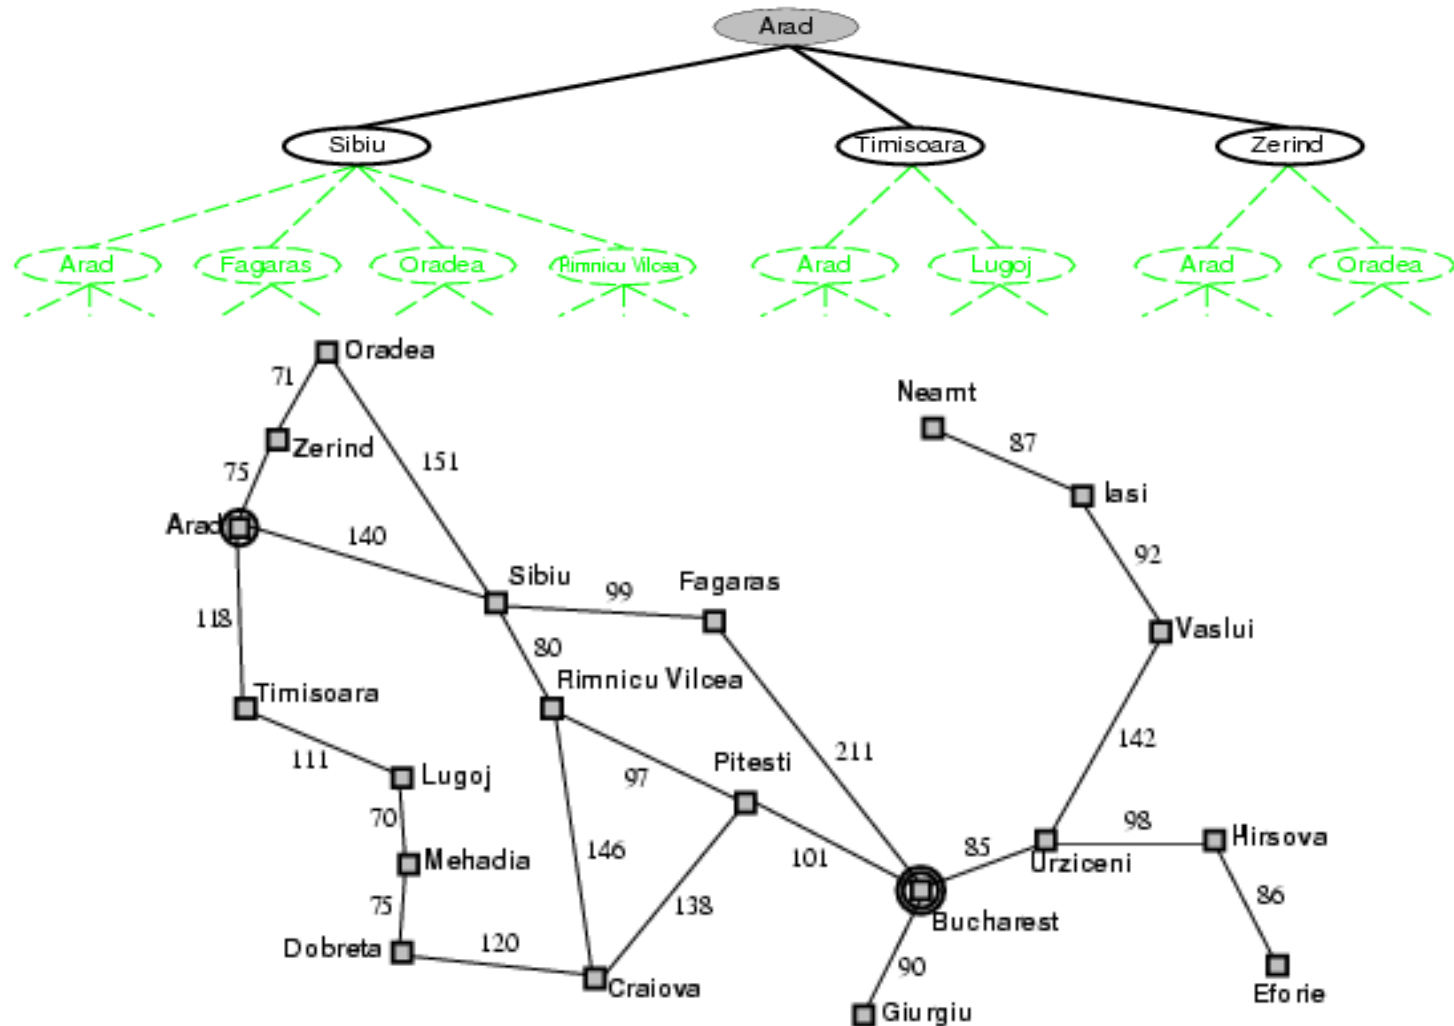 Arad
Sibiu Timisoara Zerind
Arad Fagaras Oradea Rimnicu Vilcea Arad Lugoj Arad Oradea
Oradea
71
Neamt
87
Zerind
151
75
Iasi
Arad
140
92
Sibiu
Fagaras
99
118
80
Vaslui
Rimnicu Vilcea
Timisoara
142
211
111
Pitesti
Lugoj
97
70
98
Hirsova
146
101
85
Mehadia
Urziceni
75
138
86
Bucharest
Dobreta
120
90
Craiova
Eforie
Giurgiu